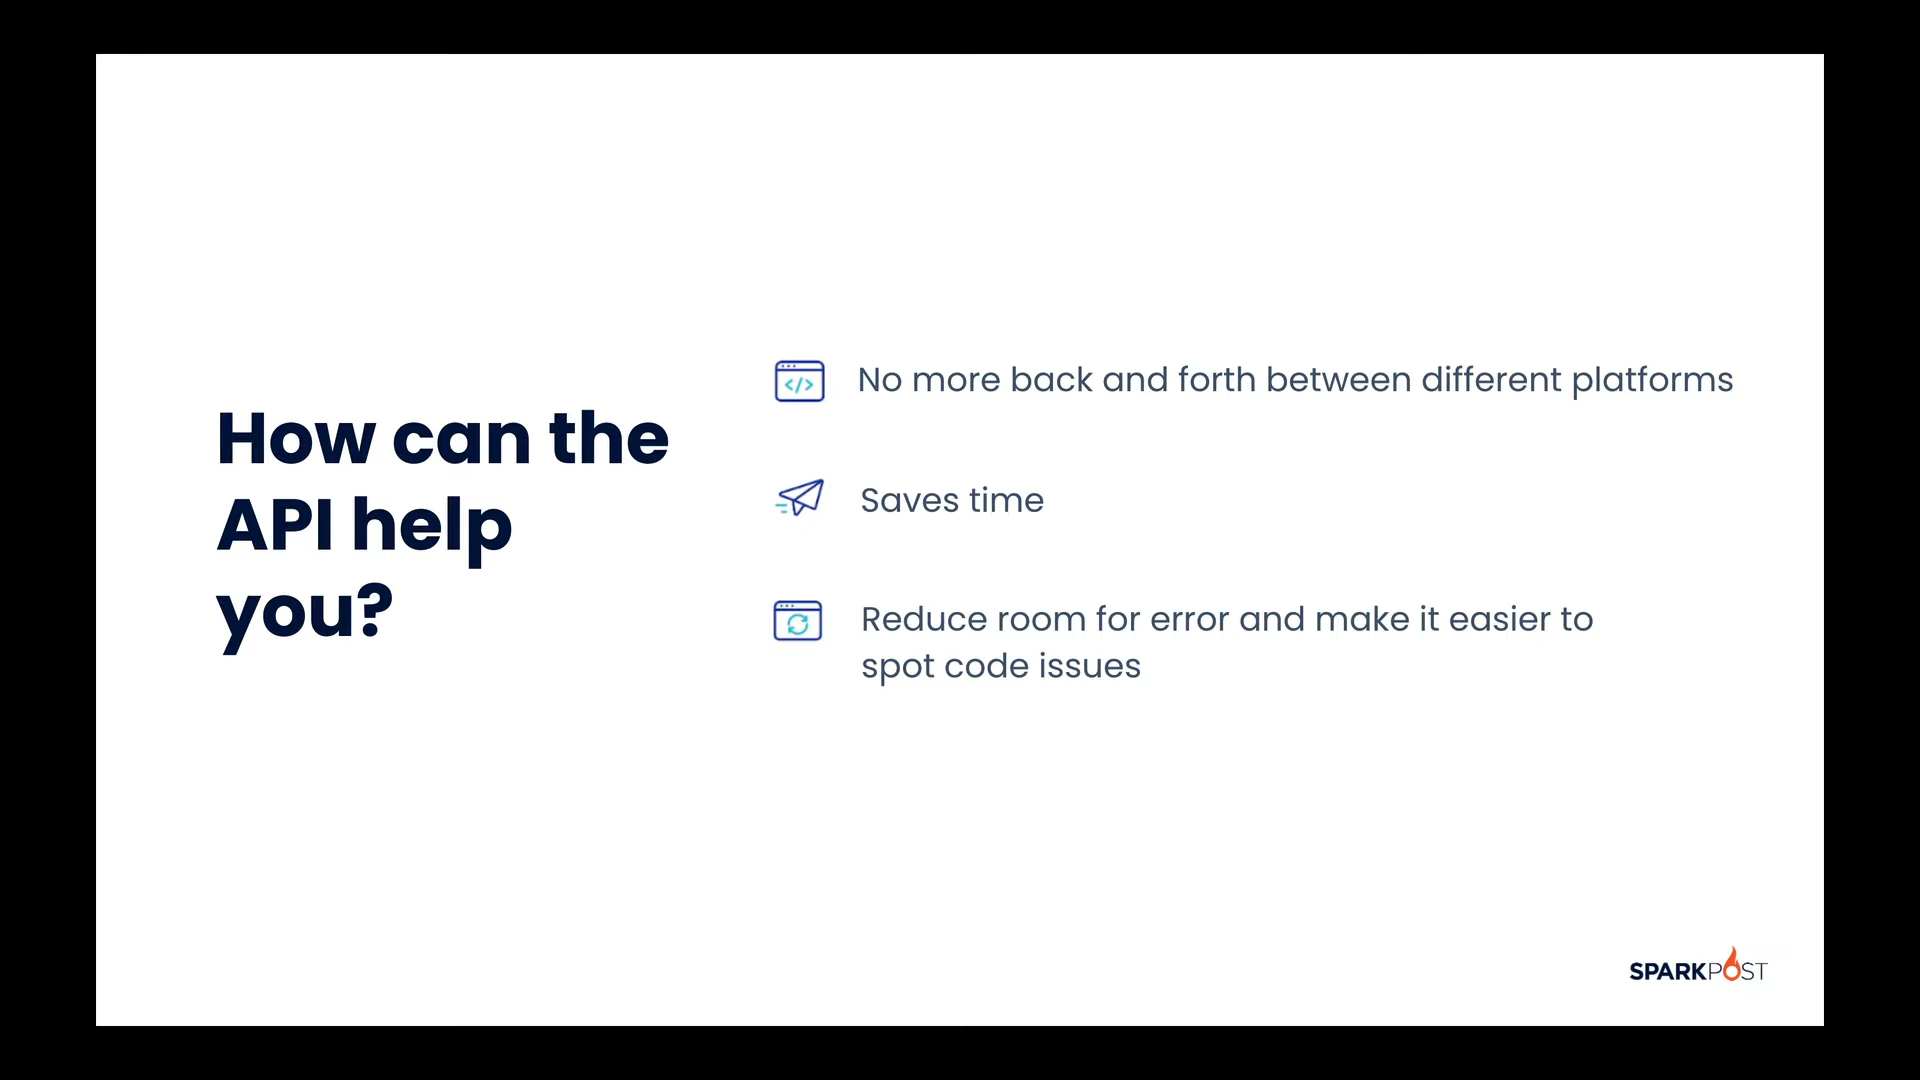 How can the
API help
you?
</>
No more back and forth between different platforms
Saves time
Reduce room for error and make it easier to
spot code issues
SPARKPOST